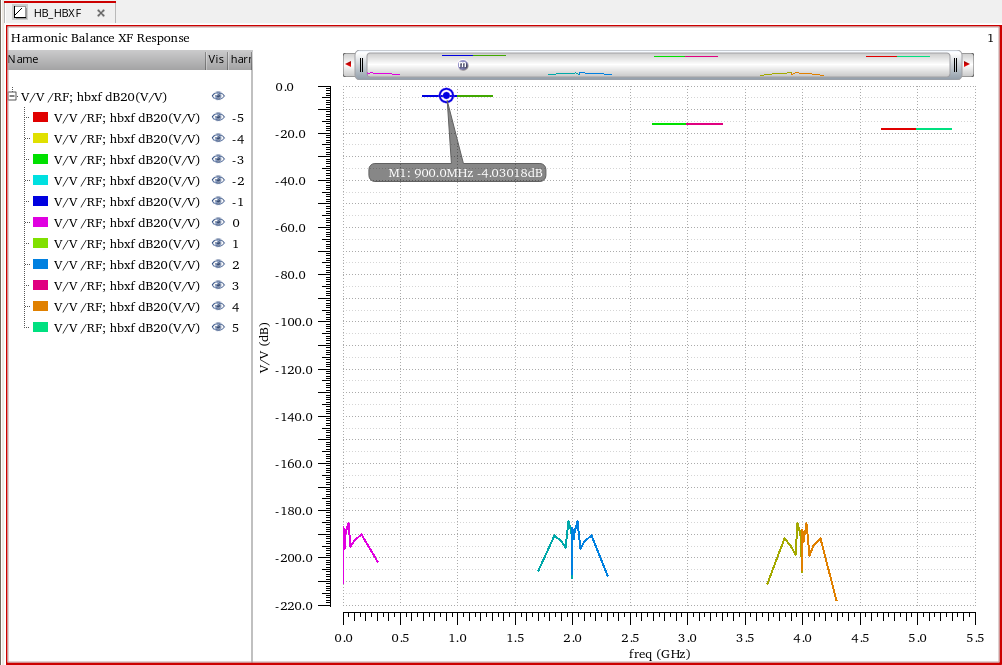 HB_HBXF
Harmonic Balance XF Response 1
Name Vis harr
V/V /RF; hbxf dB20(V/V)
V/V /RF; hbxf dB20(V/V) -5
V/V /RF; hbxf dB20(V/V) -4
V/V /RF; hbxf dB20(V/V) -3
V/V /RF; hbxf dB20(V/V) -2
V/V /RF; hbxf dB20(V/V) -1
V/V /RF; hbxf dB20(V/V) 0
V/V /RF; hbxf dB20(V/V) 1
V/V /RF; hbxf dB20(V/V) 2
V/V /RF; hbxf dB20(V/V) 3
V/V /RF; hbxf dB20(V/V) 4
V/V /RF; hbxf dB20(V/V) 5
m
M1: 900.0MHz -4.03018dB
V/V (dB)
0.0
-20.0
-40.0
-60.0
-80.0
-100.0
-120.0
-140.0
-160.0
-180.0
-200.0
-220.0
0.0 0.5 1.0 1.5 2.0 2.5 3.0 3.5 4.0 4.5 5.0 5.5
freq (GHz)